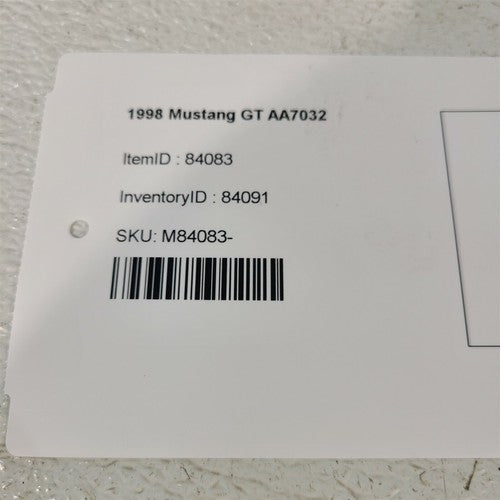 1998 Mustang GT AA7032
ItemID : 84083
InventoryID : 84091
SKU: M84083-